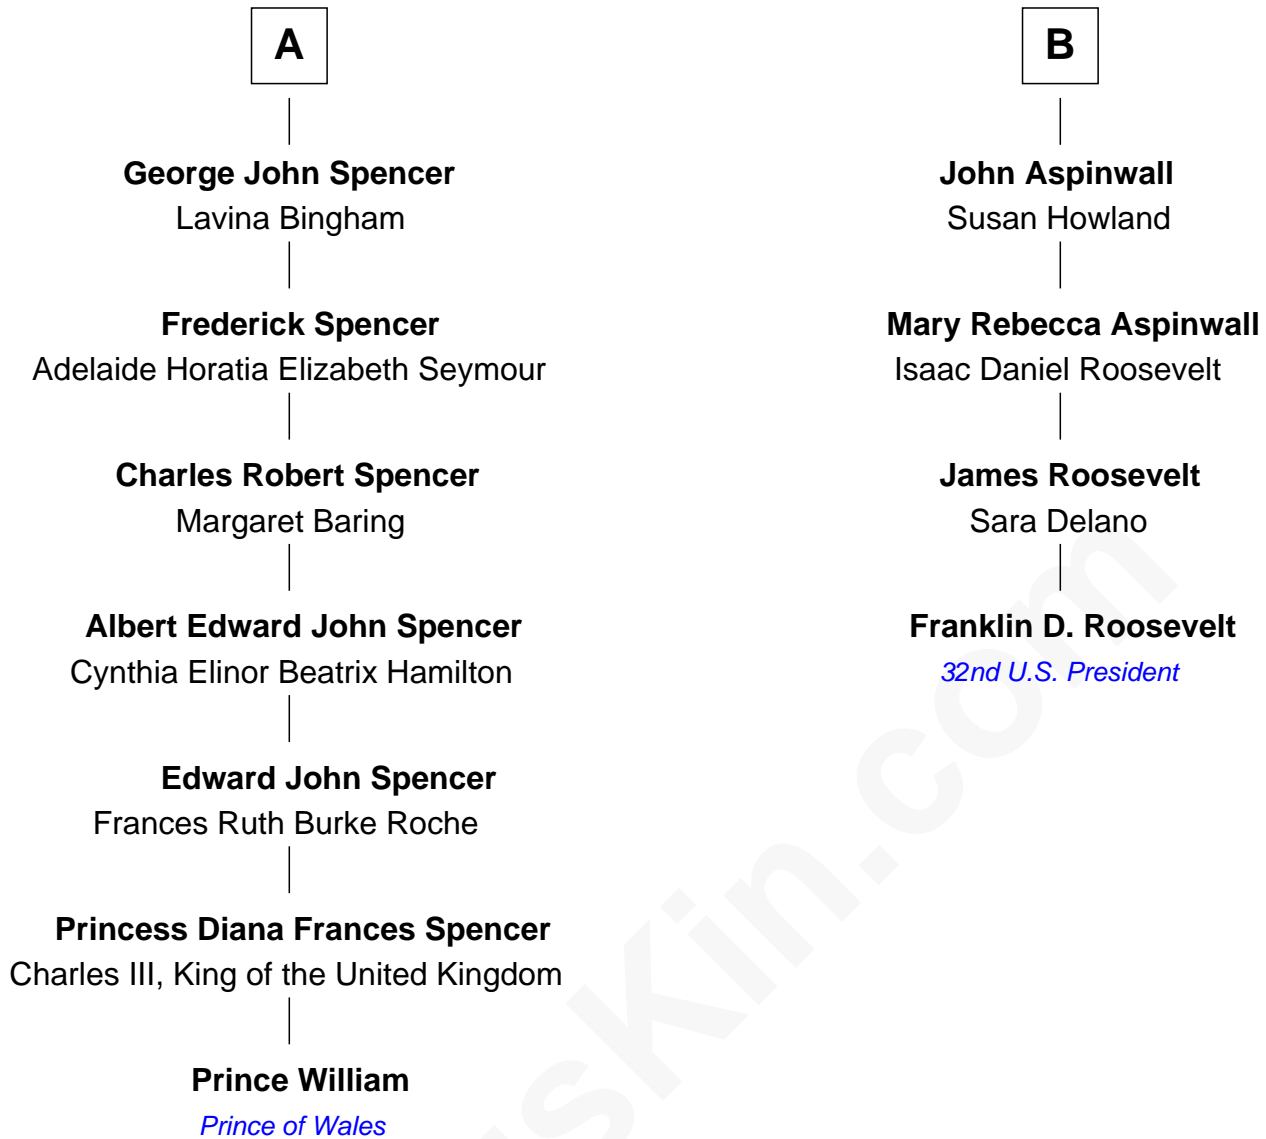 A
George John Spencer
Lavina Bingham
Frederick Spencer
Adelaide Horatia Elizabeth Seymour
Charles Robert Spencer
Margaret Baring
Albert Edward John Spencer
Cynthia Elinor Beatrix Hamilton
Edward John Spencer
Frances Ruth Burke Roche
Princess Diana Frances Spencer
Charles III, King of the United Kingdom
Prince William
Prince of Wales
B
John Aspinwall
Susan Howland
Mary Rebecca Aspinwall
Isaac Daniel Roosevelt
James Roosevelt
Sara Delano
Franklin D. Roosevelt
32nd U.S. President